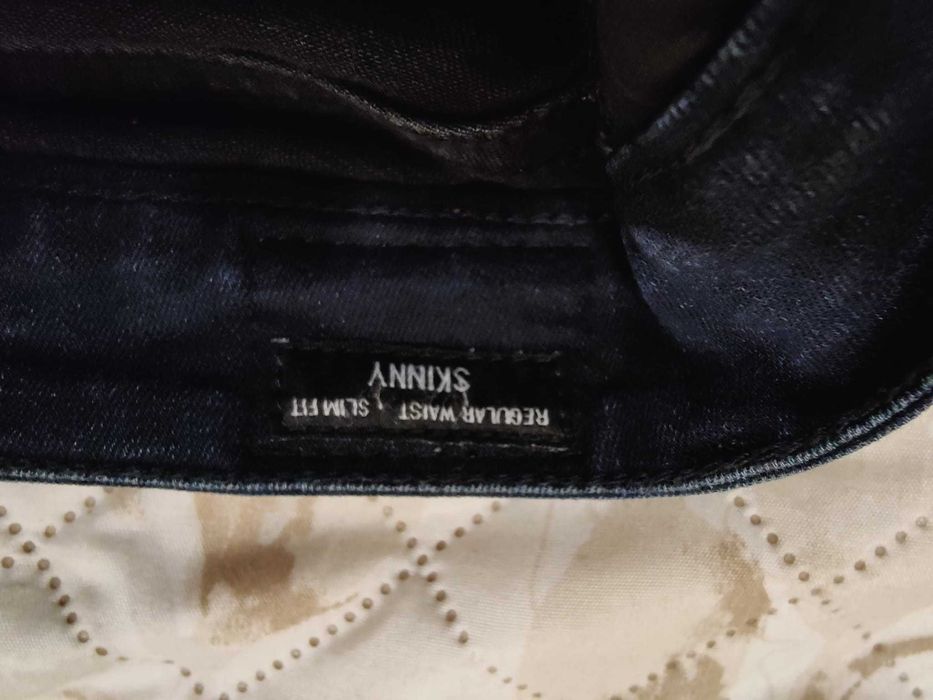 REGULAR WAIST SLIM FIT
SKINNY